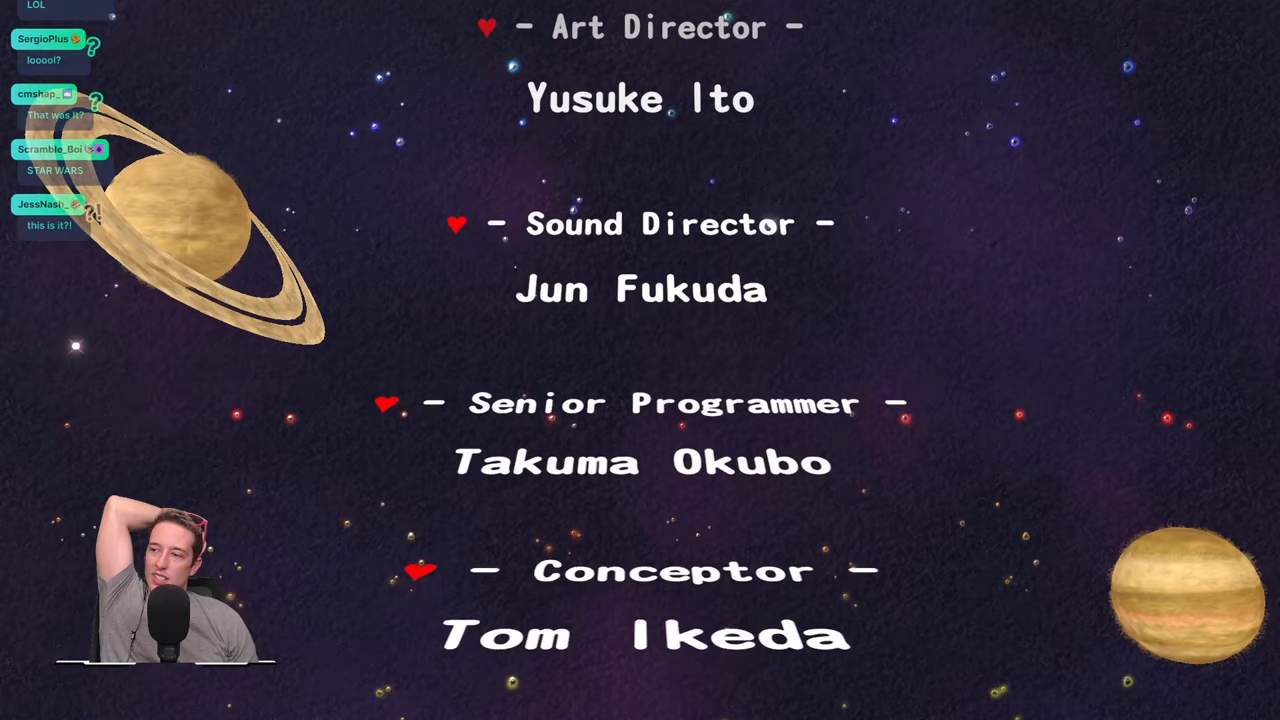 LOL
SergioPlus
looool?
cmshap_
That was it?
Scramble_Boi
STAR WARS
JessNash_
this is it?!
♥ - Art Director -
Yusuke Ito
♥ - Sound Director -
Jun Fukuda
♥ - Senior Programmer -
Takuma Okubo
♥ - Conceptor -
Tom Ikeda